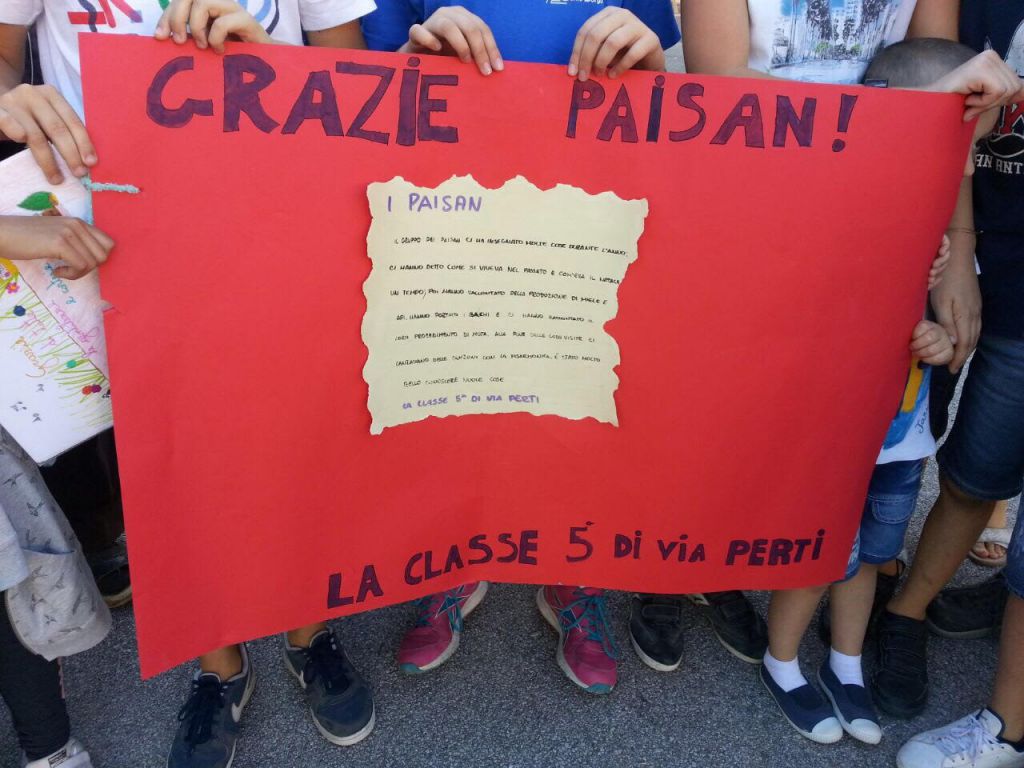 GRAZIE PAISAN!
I PAISAN
IL GRUPPO DEI PAISAN CI HA INSEGNATO MOLTE COSE DURANTE L'ANNO;
CI HANNO DETTO COME SI VIVEVA NEL PASSATO E COM'ERA IL NATALE
UN TEMPO; POI HANNO RACCONTATO DELLA PRODUZIONE DI MIELE E
API. HANNO PORTATO I BACHI E CI HANNO RACCONTATO IL
LORO PROCEDIMENTO DI MUTA. ALLA FINE DELLE LORO VISITE CI
CANTAVANO DELLE CANZONI CON LA FISARMONICA. È STATO MOLTO
BELLO CONOSCERE NUOVE COSE
LA CLASSE 5ª DI VIA PERTI
LA CLASSE 5ª DI VIA PERTI